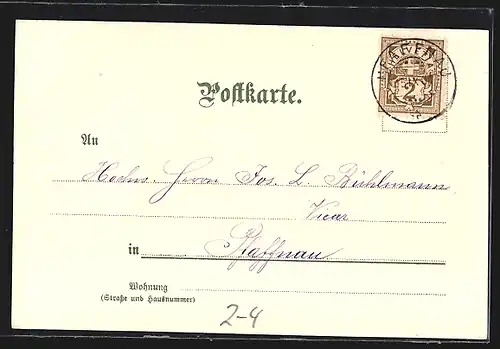 PFAFFNAU
2
Postkarte.
An
Hochw. Herrn Jos. L. Bühlmann
Vicar
in Pfaffnau
Wohnung
(Straße und Hausnummer)
2-4